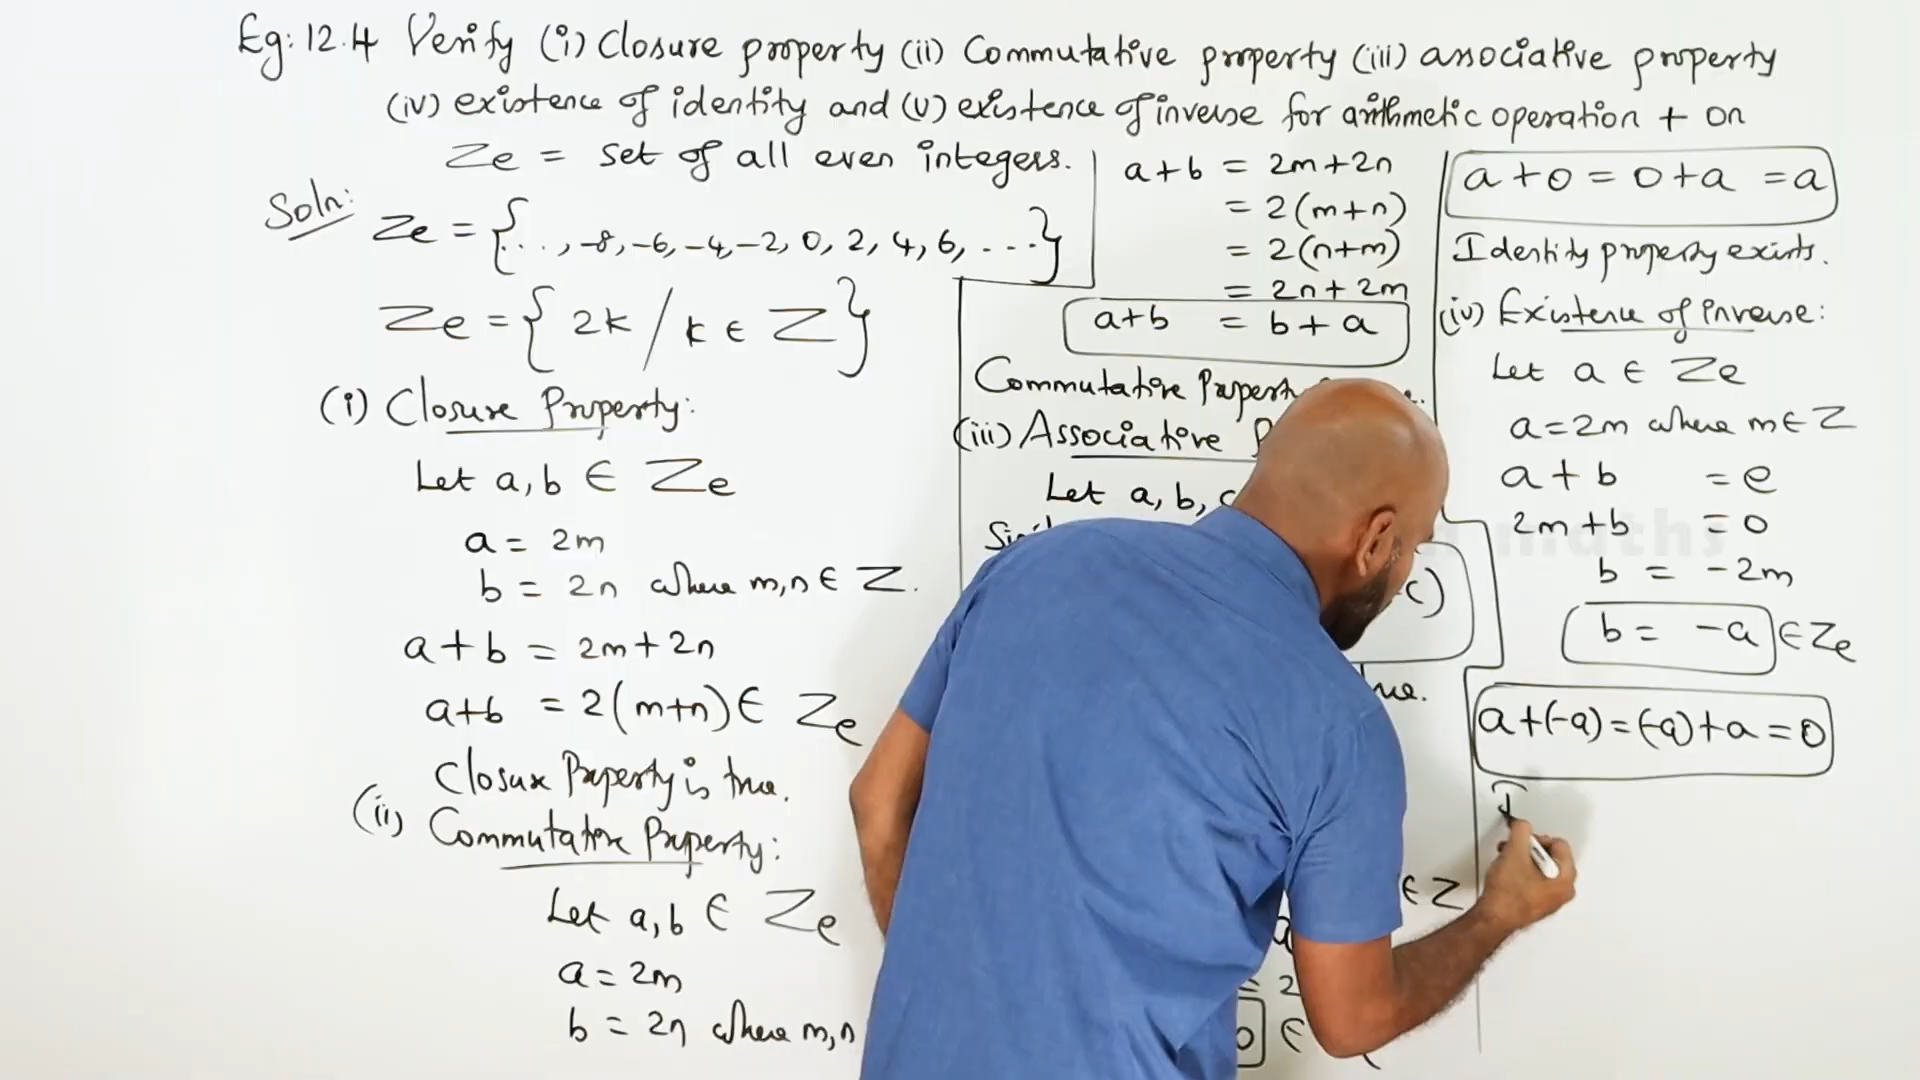 Eg: 12.4 Verify (i) Closure property (ii) Commutative property (iii) associative property
(iv) existence of identity and (v) existence of inverse for arithmetic operation + on
Ze = set of all even integers.
Soln:
Ze = {..., -8, -6, -4, -2, 0, 2, 4, 6, ...}
Ze = { 2k / k ∈ Z }
(i) Closure Property:
Let a, b ∈ Ze
a = 2m
b = 2n where m, n ∈ Z.
a + b = 2m + 2n
a+b = 2(m+n) ∈ Ze
Closure Property is true.
(ii) Commutative Property:
Let a, b ∈ Ze
a = 2m
b = 2n where m, n
a + b = 2m + 2n
= 2(m+n)
= 2(n+m)
= 2n + 2m
a+b = b + a
Commutative Property
(iii) Associative
Let a, b, c
c)
true.
∈ Z
a
= 2
0 ∈
a + 0 = 0 + a = a
Identity property exists.
(iv) Existence of inverse:
Let a ∈ Ze
a = 2m where m ∈ Z
a + b = e
2m + b = 0
b = -2m
b = -a ∈ Ze
a + (-a) = (-a) + a = 0
I